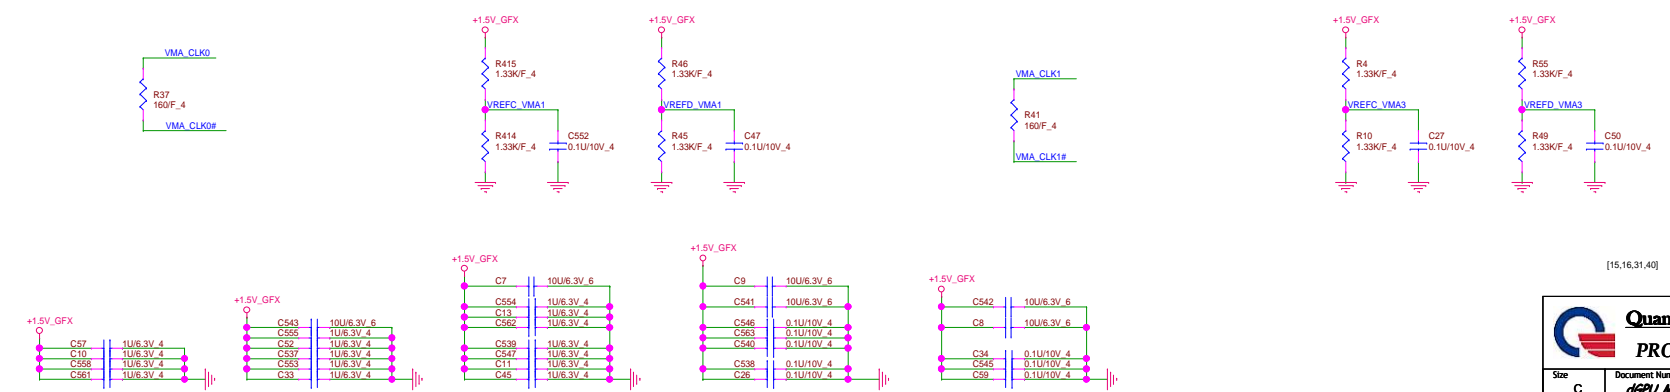 VMA_CLK0
R37
160/F_4
VMA_CLK0#
+1.5V_GFX
R415
1.33K/F_4
VREFC_VMA1
R414
1.33K/F_4
C552
0.1U/10V_4
+1.5V_GFX
R46
1.33K/F_4
VREFD_VMA1
R45
1.33K/F_4
C47
0.1U/10V_4
VMA_CLK1
R41
160/F_4
VMA_CLK1#
+1.5V_GFX
R4
1.33K/F_4
VREFC_VMA3
R10
1.33K/F_4
C27
0.1U/10V_4
+1.5V_GFX
R55
1.33K/F_4
VREFD_VMA3
R49
1.33K/F_4
C50
0.1U/10V_4
+1.5V_GFX
C57 1U/6.3V_4
C10 1U/6.3V_4
C558 1U/6.3V_4
C561 1U/6.3V_4
+1.5V_GFX
C543 10U/6.3V_6
C555 1U/6.3V_4
C52 1U/6.3V_4
C537 1U/6.3V_4
C553 1U/6.3V_4
C33 1U/6.3V_4
+1.5V_GFX
C7 10U/6.3V_6
C554 1U/6.3V_4
C13 1U/6.3V_4
C562 1U/6.3V_4
C539 1U/6.3V_4
C547 1U/6.3V_4
C11 1U/6.3V_4
C45 1U/6.3V_4
+1.5V_GFX
C9 10U/6.3V_6
C541 10U/6.3V_6
C546 0.1U/10V_4
C563 0.1U/10V_4
C540 0.1U/10V_4
C538 0.1U/10V_4
C26 0.1U/10V_4
+1.5V_GFX
C542 10U/6.3V_6
C8 10U/6.3V_6
C34 0.1U/10V_4
C545 0.1U/10V_4
C59 0.1U/10V_4
[15,16,31,40]
Quan
PRO
Size
C
Document Num